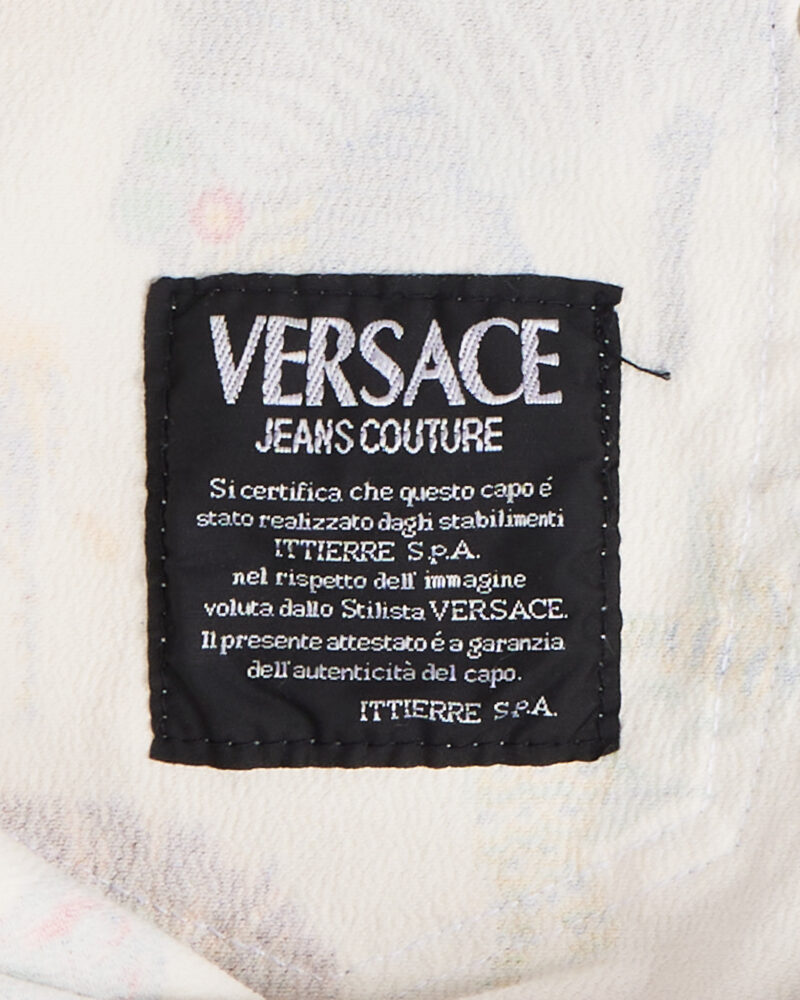 VERSACE
JEANS COUTURE
Si certifica che questo capo é
stato realizzato dagli stabilimenti
ITTIERRE S.p.A.
nel rispetto dell' immagine
voluta dallo Stilista VERSACE.
Il presente attestato é a garanzia
dell'autenticità del capo.
ITTIERRE S.P.A.